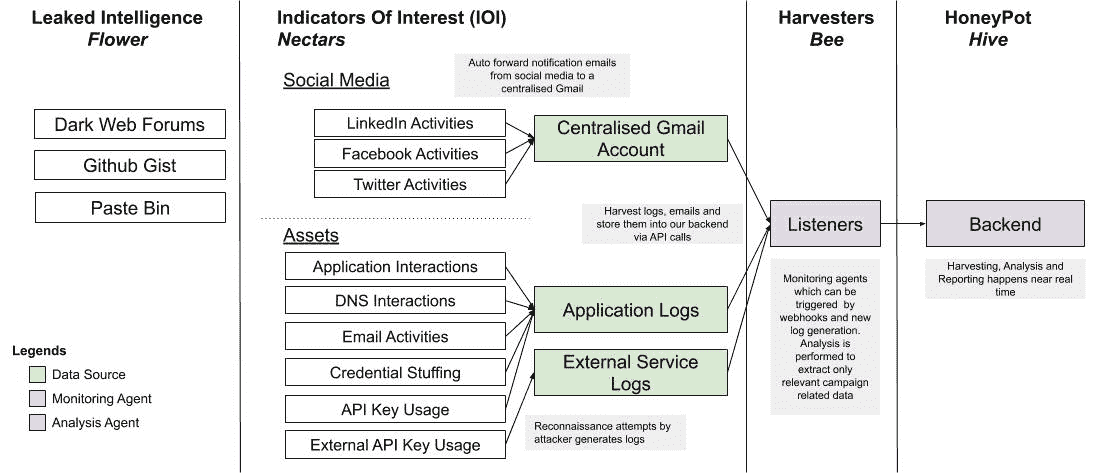 Leaked Intelligence
Flower
Dark Web Forums
Github Gist
Paste Bin
Legends
Data Source
Monitoring Agent
Analysis Agent
Indicators Of Interest (IOI)
Nectars
Social Media
Auto forward notification emails
from social media to a
centralised Gmail
LinkedIn Activities
Facebook Activities
Twitter Activities
Centralised Gmail
Account
Harvest logs, emails and
store them into our backend
via API calls
Assets
Application Interactions
DNS Interactions
Email Activities
Credential Stuffing
API Key Usage
External API Key Usage
Application Logs
External Service
Logs
Reconnaissance attempts by
attacker generates logs
Harvesters
Bee
Listeners
Monitoring agents
which can be
triggered by
webhooks and new
log generation.
Analysis is
performed to
extract only
relevant campaign
related data
HoneyPot
Hive
Backend
Harvesting, Analysis and
Reporting happens near real
time